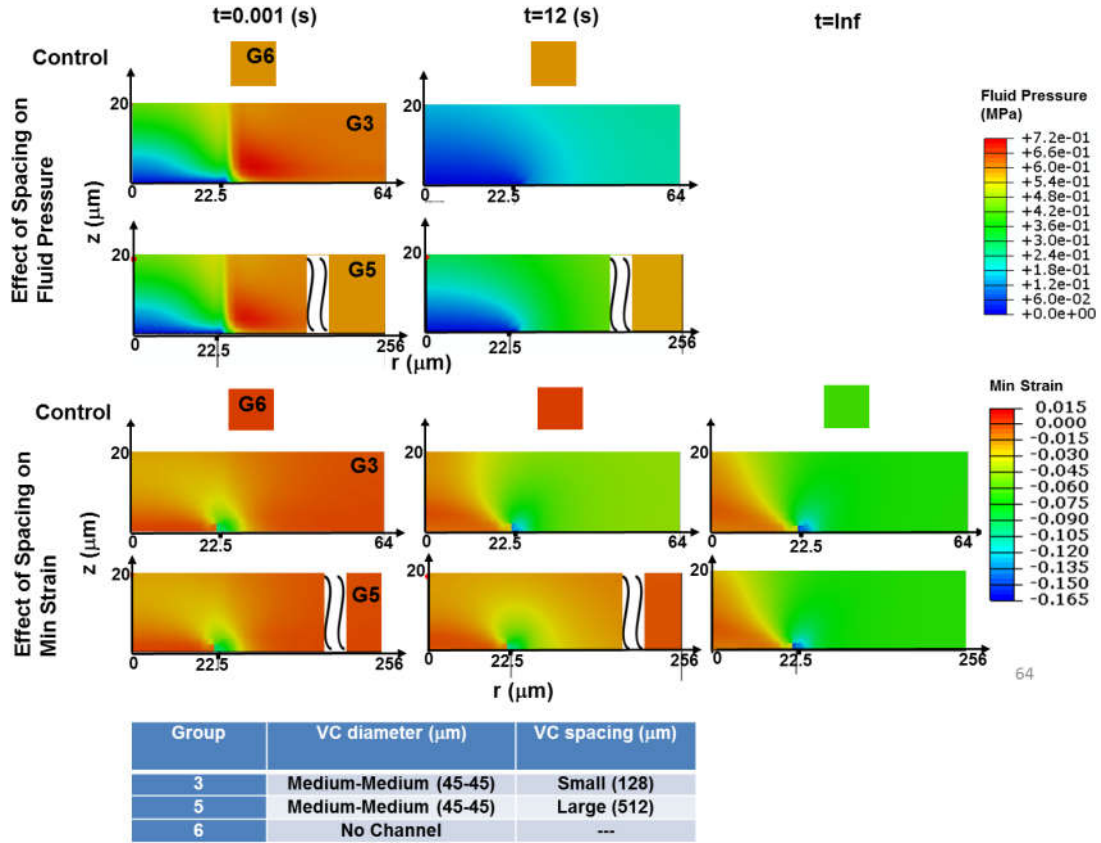 t=0.001 (s) t=12 (s) t=Inf
Control G6
Effect of Spacing on
Fluid Pressure
z (μm)
20 G3
0 22.5 64
20
0 22.5 64
20 G5
0 22.5 256
20
0 22.5 256
r (μm)
Fluid Pressure
(MPa)
+7.2e-01
+6.6e-01
+6.0e-01
+5.4e-01
+4.8e-01
+4.2e-01
+3.6e-01
+3.0e-01
+2.4e-01
+1.8e-01
+1.2e-01
+6.0e-02
+0.0e+00
Control G6
Effect of Spacing on
Min Strain
z (μm)
20 G3
0 22.5 64
20
0 22.5 64
20
0 22.5 64
20 G5
0 22.5 256
20
0 22.5 256
20
0 22.5 256
r (μm)
Min Strain
0.015
0.000
-0.015
-0.030
-0.045
-0.060
-0.075
-0.090
-0.105
-0.120
-0.135
-0.150
-0.165
64
Group VC diameter (μm) VC spacing (μm)
3 Medium-Medium (45-45) Small (128)
5 Medium-Medium (45-45) Large (512)
6 No Channel ---